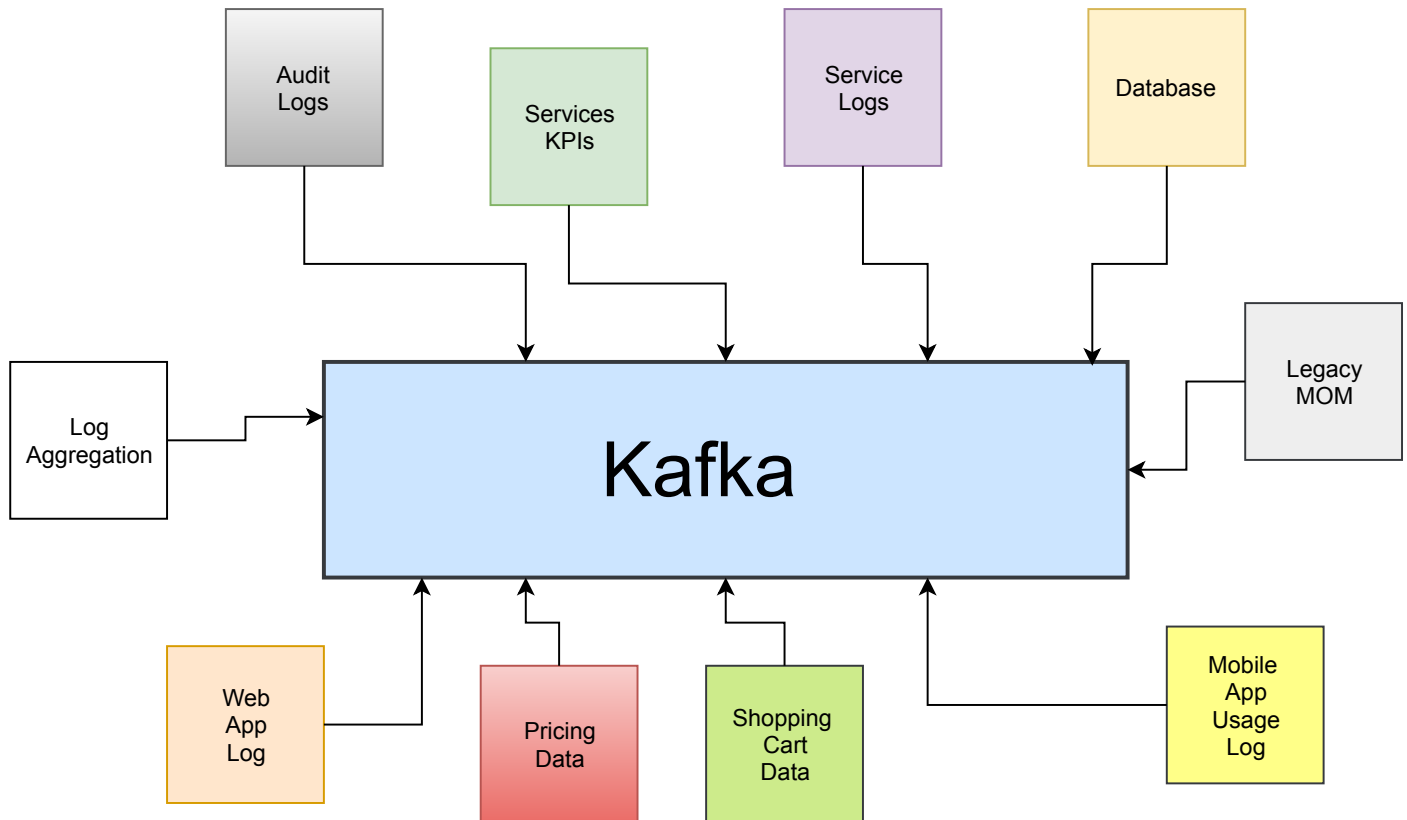 Audit
Logs
Services
KPIs
Service
Logs
Database
Legacy
MOM
Log
Aggregation
Kafka
Web
App
Log
Pricing
Data
Shopping
Cart
Data
Mobile
App
Usage
Log